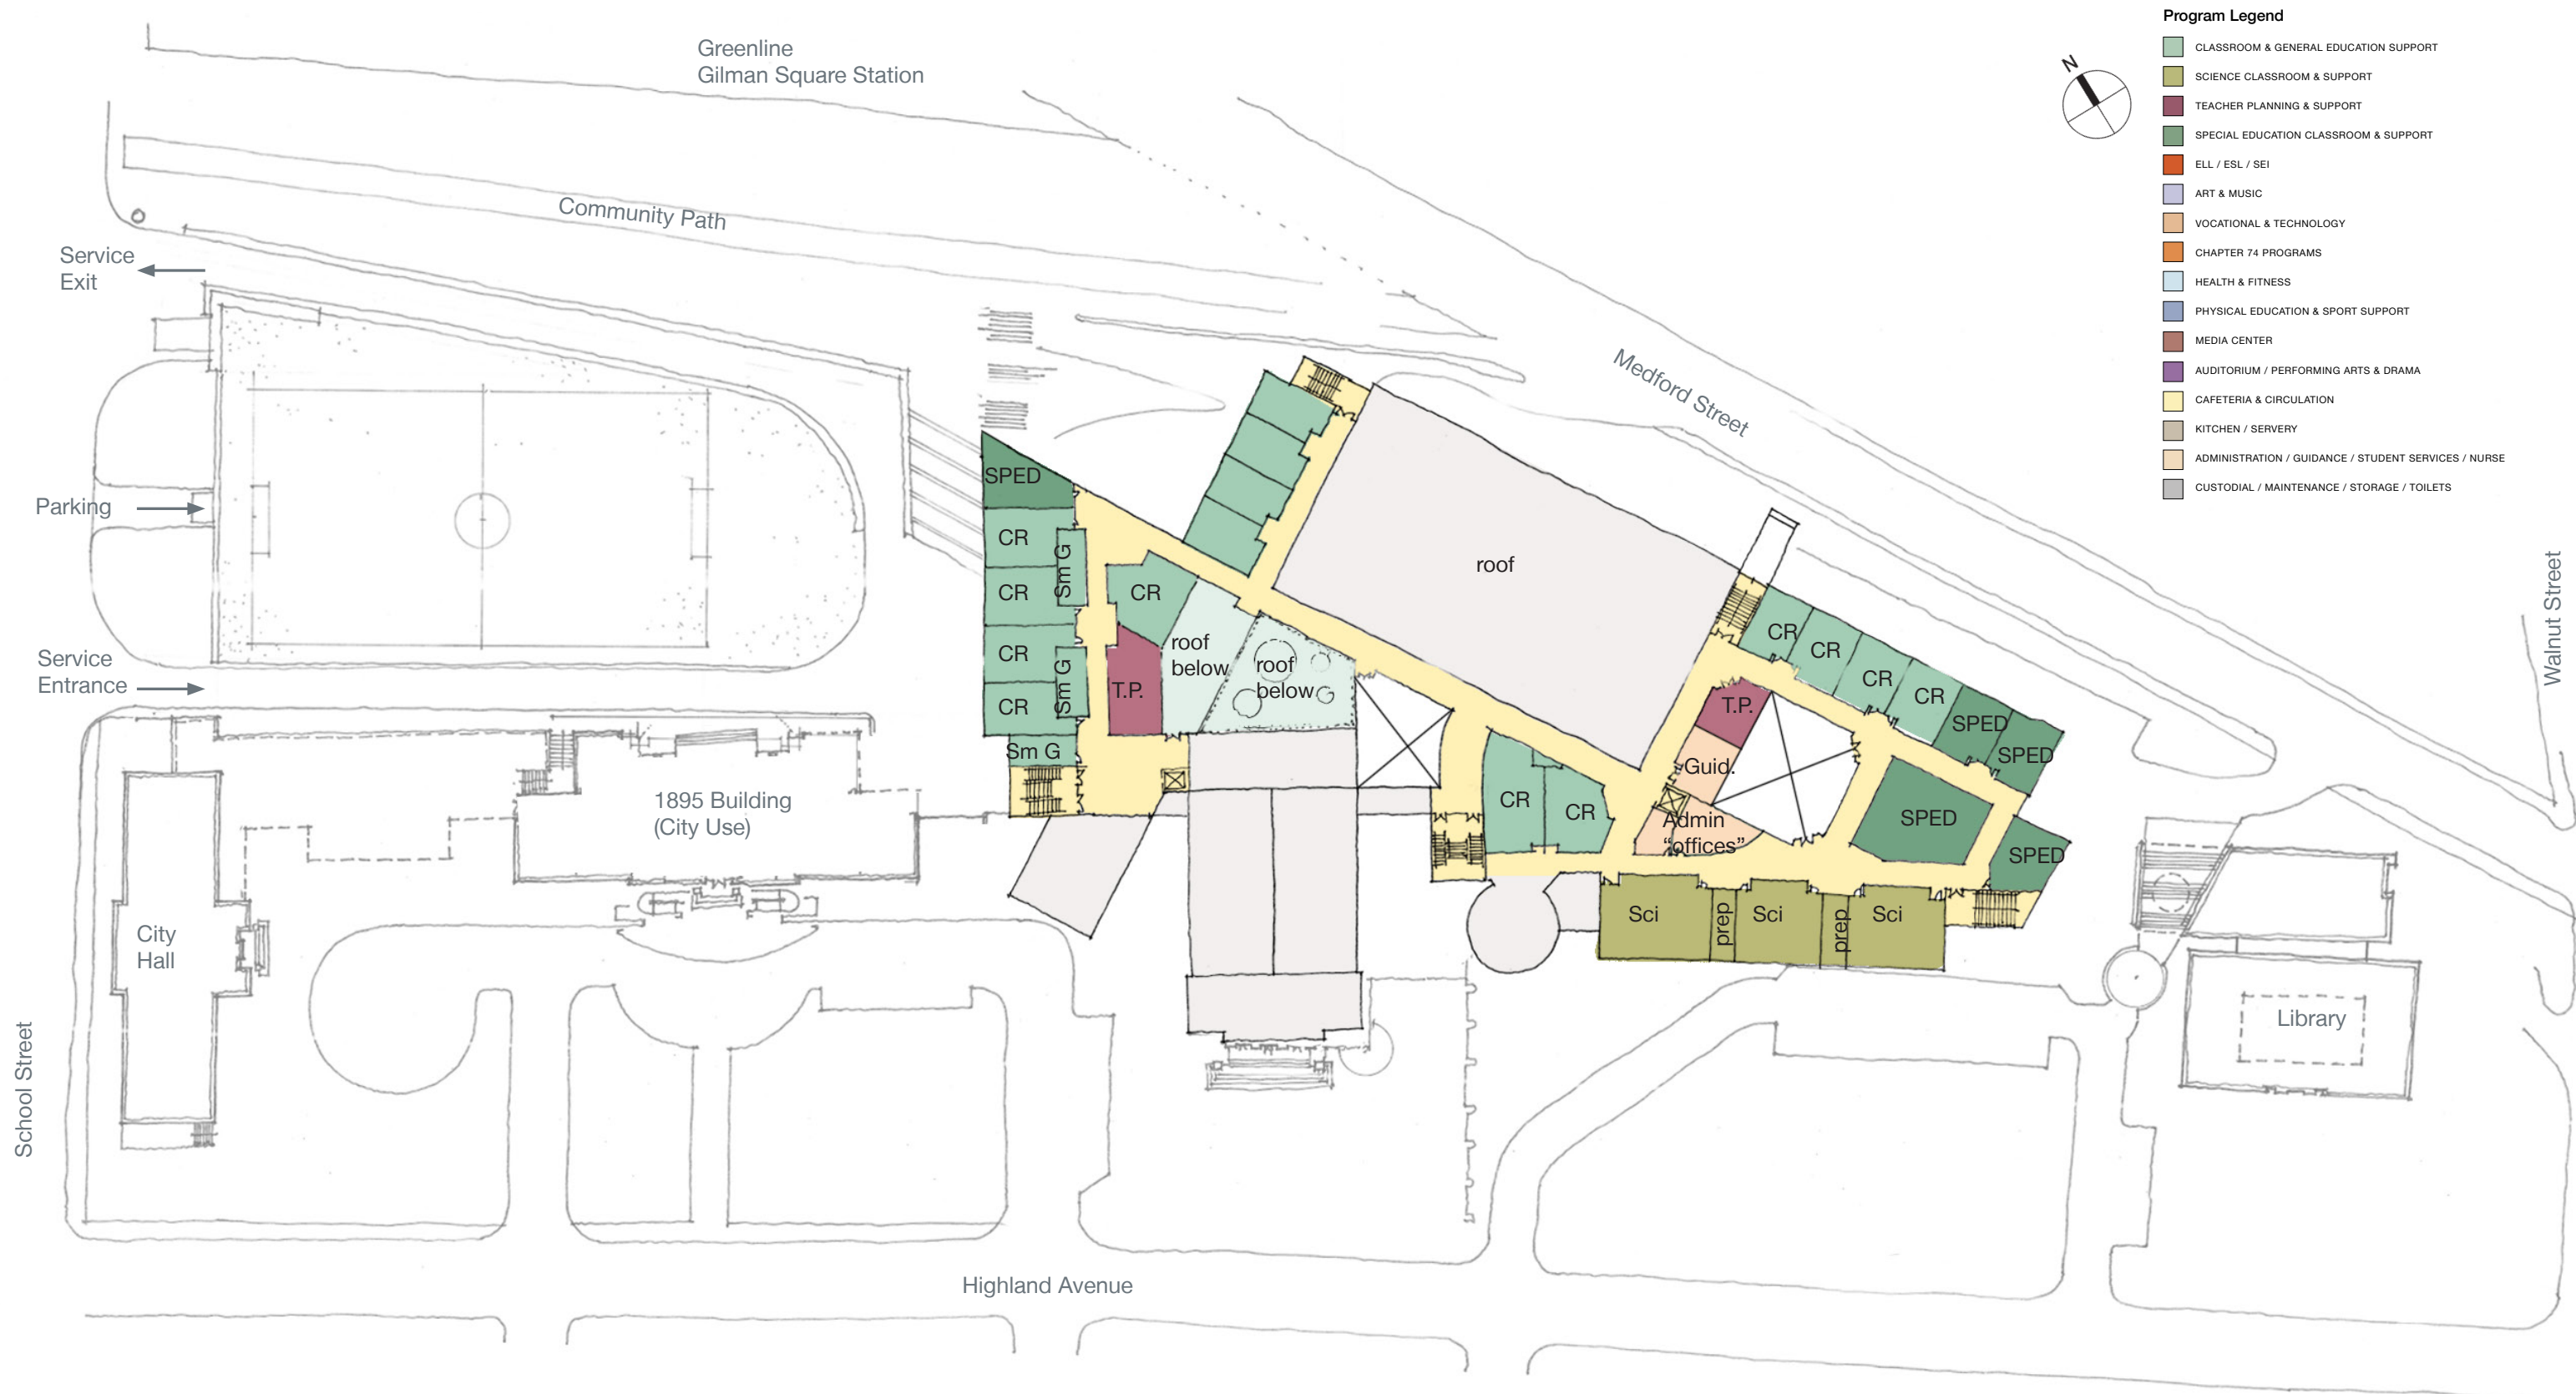 Program Legend
CLASSROOM & GENERAL EDUCATION SUPPORT
SCIENCE CLASSROOM & SUPPORT
TEACHER PLANNING & SUPPORT
SPECIAL EDUCATION CLASSROOM & SUPPORT
ELL / ESL / SEI
ART & MUSIC
VOCATIONAL & TECHNOLOGY
CHAPTER 74 PROGRAMS
HEALTH & FITNESS
PHYSICAL EDUCATION & SPORT SUPPORT
MEDIA CENTER
AUDITORIUM / PERFORMING ARTS & DRAMA
CAFETERIA & CIRCULATION
KITCHEN / SERVERY
ADMINISTRATION / GUIDANCE / STUDENT SERVICES / NURSE
CUSTODIAL / MAINTENANCE / STORAGE / TOILETS
N
Greenline
Gilman Square Station
Community Path
Service
Exit
Parking
Service
Entrance
Medford Street
Walnut Street
School Street
Highland Avenue
City
Hall
1895 Building
(City Use)
Library
SPED
CR
CR
CR
CR
Sm G
Sm G
Sm G
CR
T.P.
roof
below
roof
below
roof
CR
CR
CR
CR
SPED
SPED
T.P.
Guid.
Admin
“offices”
CR
CR
SPED
SPED
Sci
prep
Sci
prep
Sci